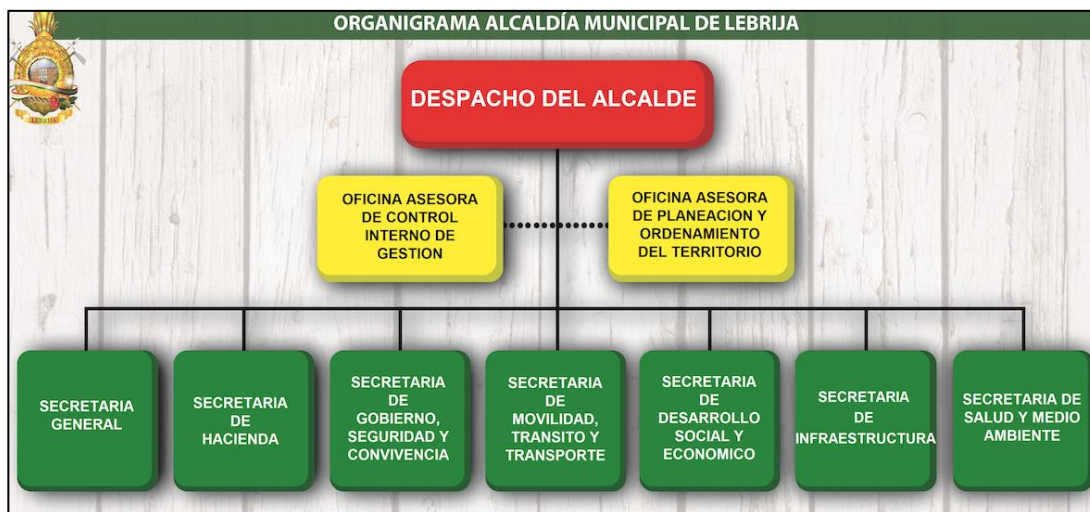 ORGANIGRAMA ALCALDÍA MUNICIPAL DE LEBRIJA
LEBRIJA
DESPACHO DEL ALCALDE
OFICINA ASESORA
DE CONTROL
INTERNO DE
GESTION
OFICINA ASESORA
DE PLANEACION Y
ORDENAMIENTO
DEL TERRITORIO
SECRETARIA
GENERAL
SECRETARIA
DE
HACIENDA
SECRETARIA
DE
GOBIERNO,
SEGURIDAD Y
CONVIVENCIA
SECRETARIA
DE
MOVILIDAD,
TRANSITO Y
TRANSPORTE
SECRETARIA
DE
DESARROLLO
SOCIAL Y
ECONOMICO
SECRETARIA
DE
INFRAESTRUCTURA
SECRETARIA DE
SALUD Y MEDIO
AMBIENTE